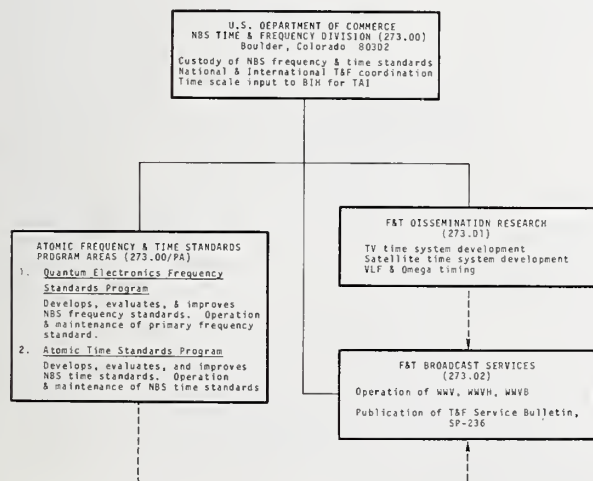 U.S. DEPARTMENT OF COMMERCE
NBS TIME & FREQUENCY DIVISION (273.00)
Boulder, Colorado 80302
Custody of NBS frequency & time standards
National & International T&F coordination
Time scale input to BIH for TAI
ATOMIC FREQUENCY & TIME STANDARDS
PROGRAM AREAS (273.00/PA)
1. Quantum Electronics Frequency
Standards Program
Develops, evaluates, & improves
NBS frequency standards. Operation
& maintenance of primary frequency
standard.
2. Atomic Time Standards Program
Develops, evaluates, and improves
NBS time standards. Operation
& maintenance of NBS time standards
F&T DISSEMINATION RESEARCH
(273.01)
TV time system development
Satellite time system development
VLF & Omega timing
F&T BROADCAST SERVICES
(273.02)
Operation of WWV, WWVH, WWVB
Publication of T&F Service Bulletin,
SP-236